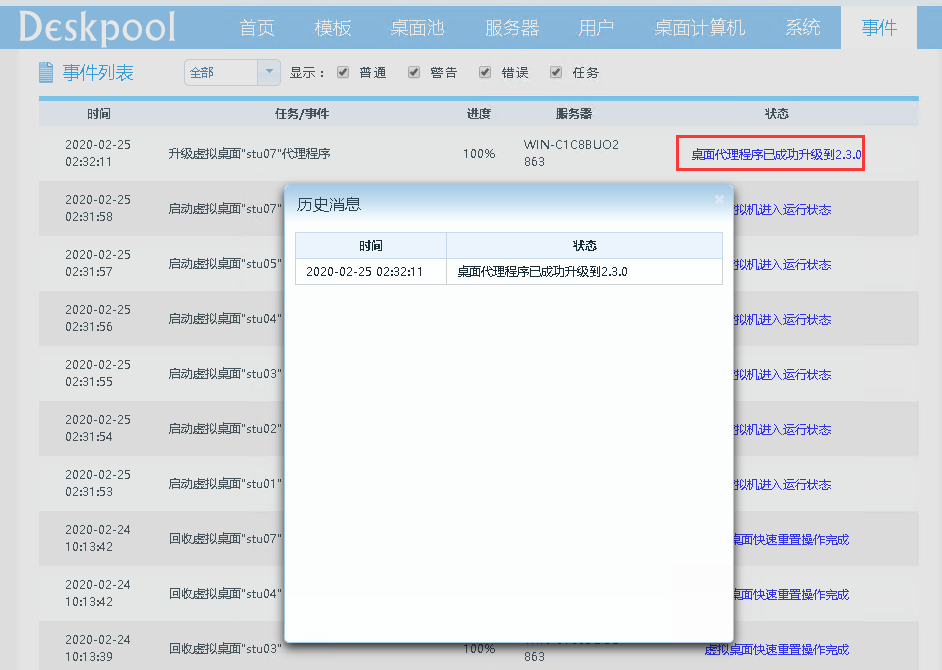 Deskpool 首页 模板 桌面池 服务器 用户 桌面计算机 系统 事件
事件列表 全部 显示： 普通 警告 错误 任务
时间 任务/事件 进度 服务器 状态
2020-02-25
02:32:11
升级虚拟桌面"stu07"代理程序
100%
WIN-C1C8BUO2
863
桌面代理程序已成功升级到2.3.0
历史消息
时间 状态
2020-02-25 02:32:11 桌面代理程序已成功升级到2.3.0
2020-02-25
02:31:58
启动虚拟桌面"stu07"
拟机进入运行状态
2020-02-25
02:31:57
启动虚拟桌面"stu05"
拟机进入运行状态
2020-02-25
02:31:56
启动虚拟桌面"stu04"
拟机进入运行状态
2020-02-25
02:31:55
启动虚拟桌面"stu03"
拟机进入运行状态
2020-02-25
02:31:54
启动虚拟桌面"stu02"
拟机进入运行状态
2020-02-25
02:31:53
启动虚拟桌面"stu01"
拟机进入运行状态
2020-02-24
10:13:42
回收虚拟桌面"stu07"
桌面快速重置操作完成
2020-02-24
10:13:42
回收虚拟桌面"stu04"
桌面快速重置操作完成
2020-02-24
10:13:39
回收虚拟桌面"stu03"
100%
863
虚拟桌面快速重置操作完成